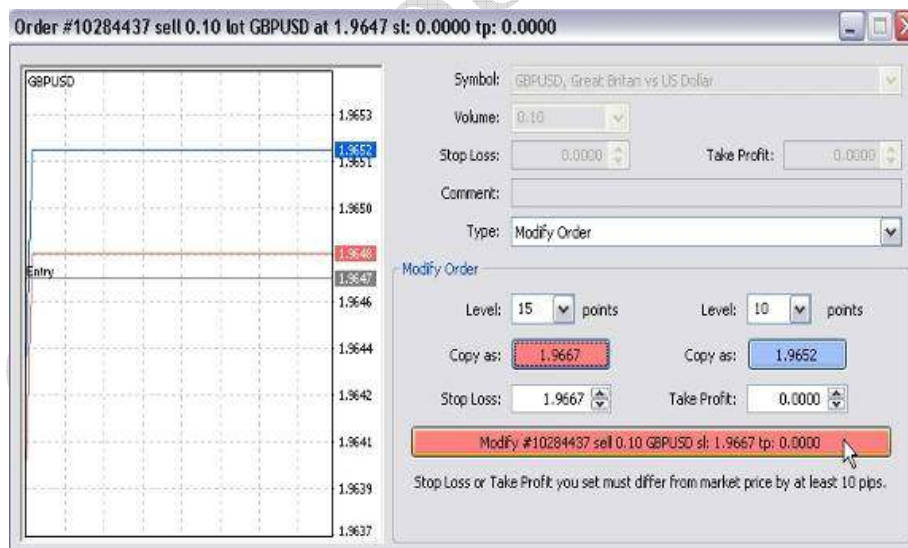 Order #10284437 sell 0.10 lot GBPUSD at 1.9647 sl: 0.0000 tp: 0.0000
GBPUSD
1.9653
1.9652
1.9651
1.9650
1.9648
Entry
1.9647
1.9646
1.9644
1.9642
1.9641
1.9639
1.9637
Symbol: GBPUSD, Great Britan vs US Dollar
Volume: 0.10
Stop Loss: 0.0000 Take Profit: 0.0000
Comment:
Type: Modify Order
Modify Order
Level: 15 points Level: 10 points
Copy as: 1.9667 Copy as: 1.9652
Stop Loss: 1.9667 Take Profit: 0.0000
Modify #10284437 sell 0.10 GBPUSD sl: 1.9667 tp: 0.0000
Stop Loss or Take Profit you set must differ from market price by at least 10 pips.